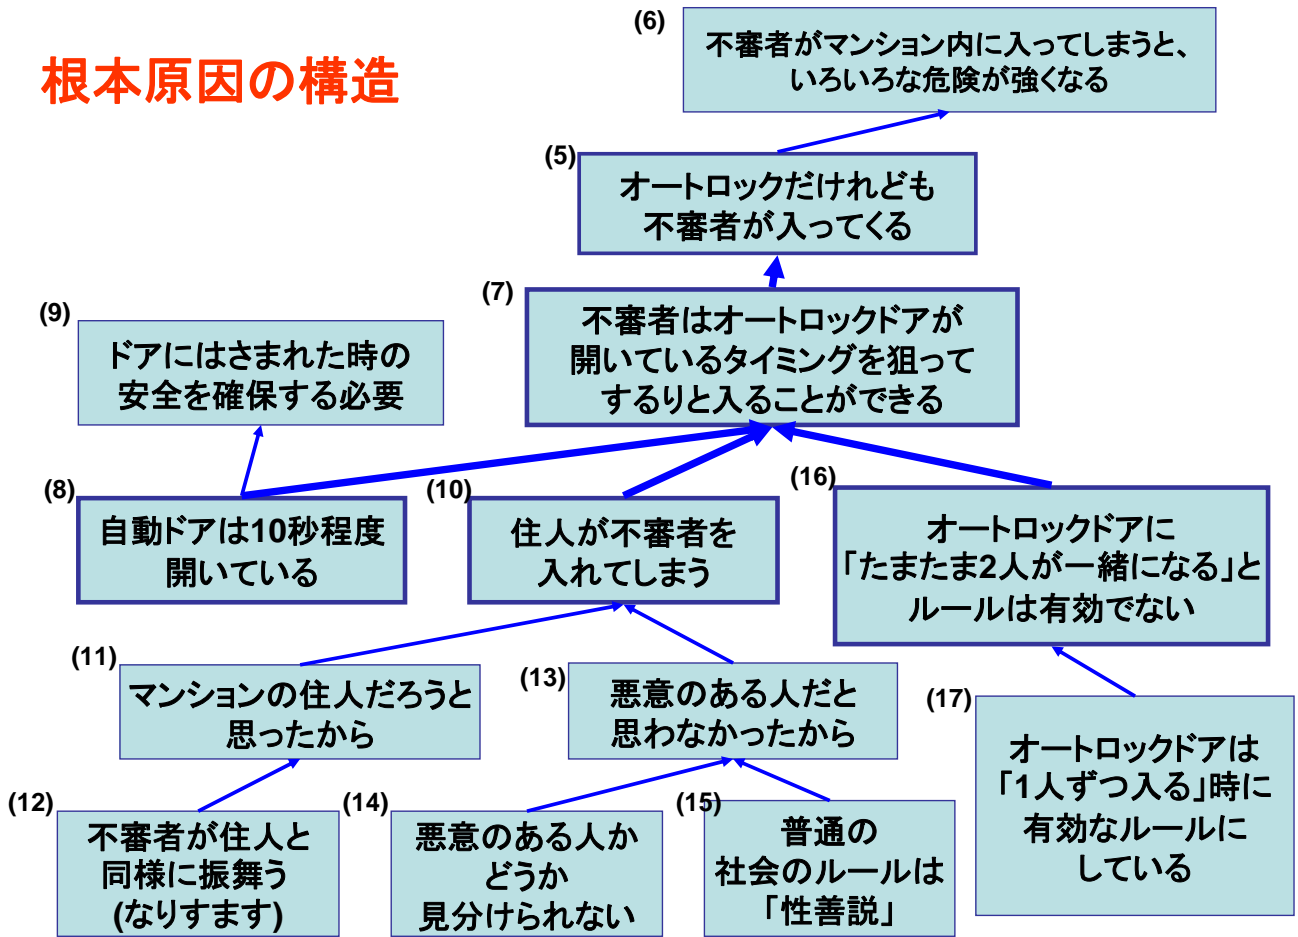 根本原因の構造
(6)
不審者がマンション内に入ってしまうと、
いろいろな危険が強くなる
(5)
オートロックだけれども
不審者が入ってくる
(7)
不審者はオートロックドアが
開いているタイミングを狙って
するりと入ることができる
(9)
ドアにはさまれた時の
安全を確保する必要
(8)
自動ドアは10秒程度
開いている
(10)
住人が不審者を
入れてしまう
(16)
オートロックドアに
「たまたま2人が一緒になる」と
ルールは有効でない
(11)
マンションの住人だろうと
思ったから
(13)
悪意のある人だと
思わなかったから
(17)
オートロックドアは
「1人ずつ入る」時に
有効なルールに
している
(12)
不審者が住人と
同様に振舞う
(なりすます)
(14)
悪意のある人か
どうか
見分けられない
(15)
普通の
社会のルールは
「性善説」